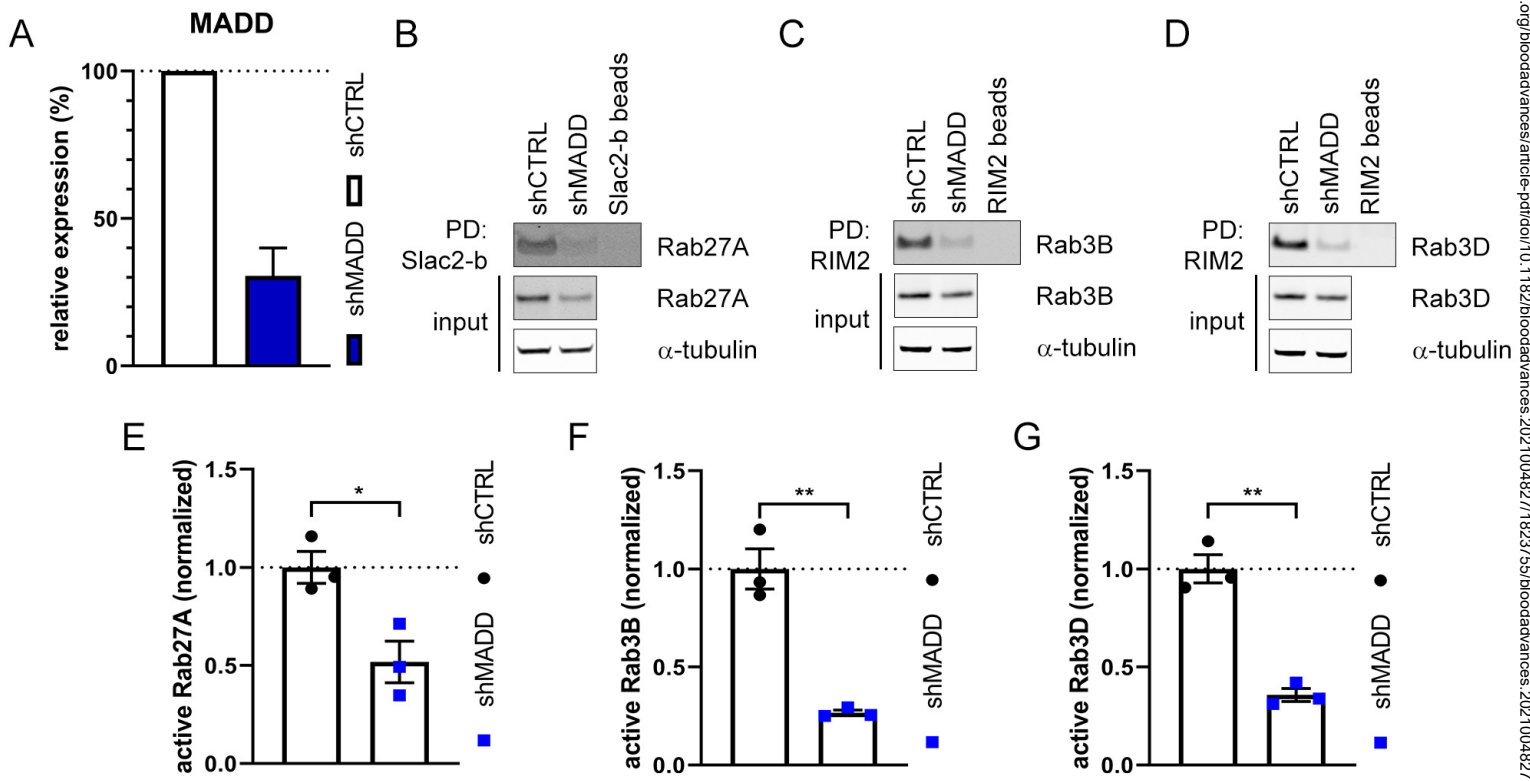 A
MADD
relative expression (%)
100
50
0
shCTRL
shMADD
B
shCTRL
shMADD
Slac2-b beads
PD:
Slac2-b
Rab27A
input
Rab27A
α-tubulin
C
shCTRL
shMADD
RIM2 beads
PD:
RIM2
Rab3B
input
Rab3B
α-tubulin
D
shCTRL
shMADD
RIM2 beads
PD:
RIM2
Rab3D
input
Rab3D
α-tubulin
E
active Rab27A (normalized)
1.5
1.0
0.5
0.0
*
shCTRL
shMADD
F
active Rab3B (normalized)
1.5
1.0
0.5
0.0
**
shCTRL
shMADD
G
active Rab3D (normalized)
1.5
1.0
0.5
0.0
**
shCTRL
shMADD